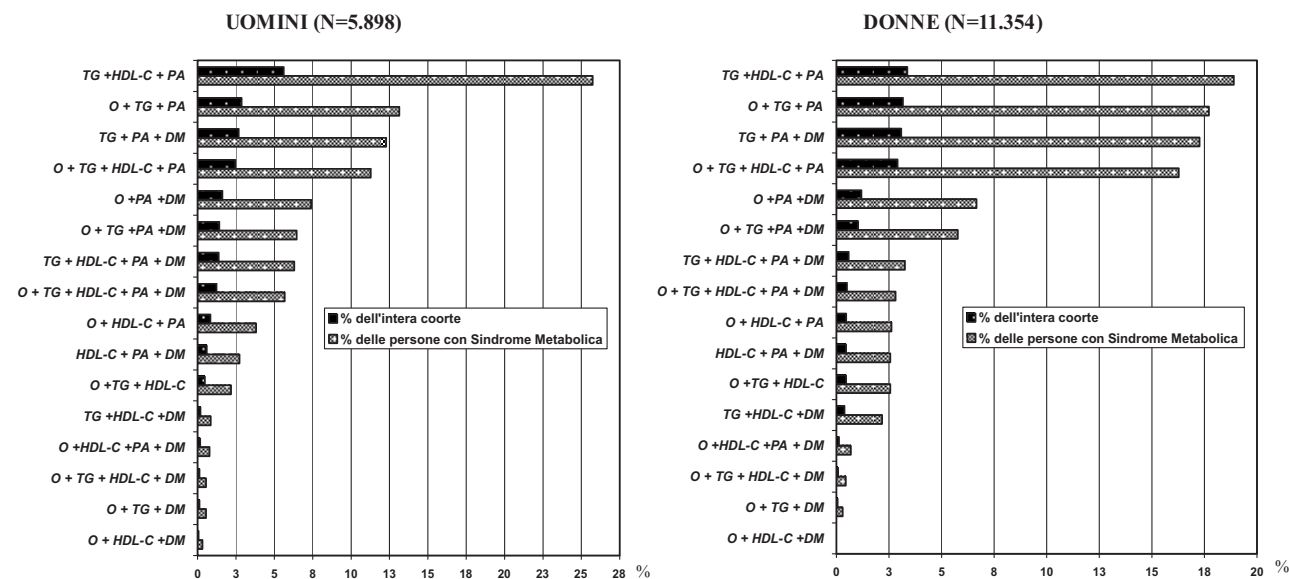 UOMINI (N=5.898)
TG +HDL-C + PA
O + TG + PA
TG + PA + DM
O + TG + HDL-C + PA
O +PA +DM
O + TG +PA +DM
TG + HDL-C + PA + DM
O + TG + HDL-C + PA + DM
O + HDL-C + PA
HDL-C + PA + DM
O +TG + HDL-C
TG +HDL-C +DM
O +HDL-C +PA + DM
O + TG + HDL-C + DM
O + TG + DM
O + HDL-C +DM
% dell'intera coorte
% delle persone con Sindrome Metabolica
0 3 5 8 10 13 15 18 20 23 25 28 %
DONNE (N=11.354)
TG +HDL-C + PA
O + TG + PA
TG + PA + DM
O + TG + HDL-C + PA
O +PA +DM
O + TG +PA +DM
TG + HDL-C + PA + DM
O + TG + HDL-C + PA + DM
O + HDL-C + PA
HDL-C + PA + DM
O +TG + HDL-C
TG +HDL-C +DM
O +HDL-C +PA + DM
O + TG + HDL-C + DM
O + TG + DM
O + HDL-C +DM
% dell'intera coorte
% delle persone con Sindrome Metabolica
0 3 5 8 10 13 15 18 20 %